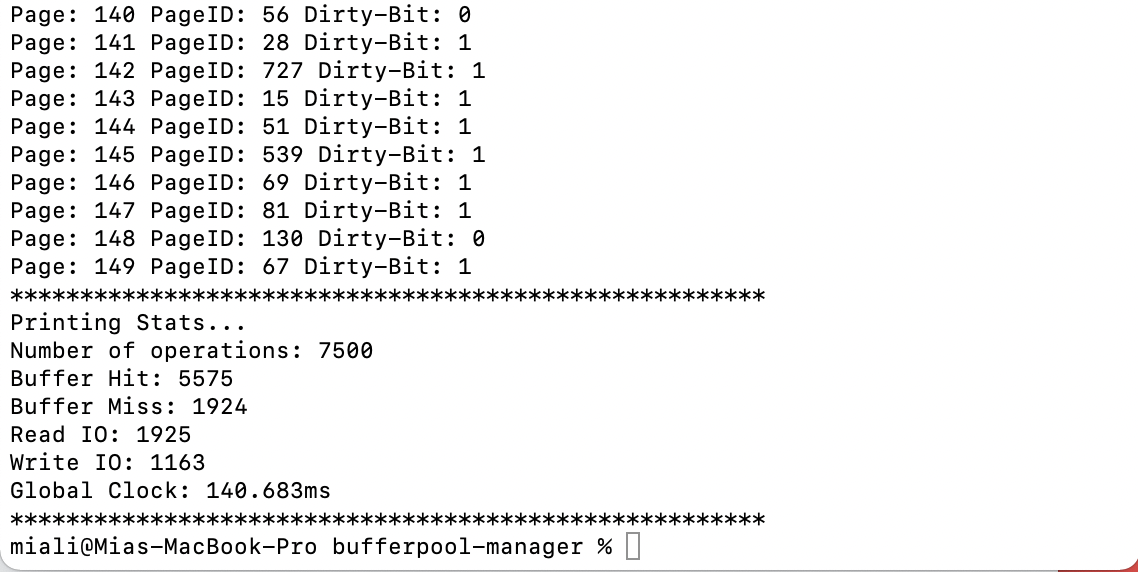 Page: 140 PageID: 56 Dirty-Bit: 0
Page: 141 PageID: 28 Dirty-Bit: 1
Page: 142 PageID: 727 Dirty-Bit: 1
Page: 143 PageID: 15 Dirty-Bit: 1
Page: 144 PageID: 51 Dirty-Bit: 1
Page: 145 PageID: 539 Dirty-Bit: 1
Page: 146 PageID: 69 Dirty-Bit: 1
Page: 147 PageID: 81 Dirty-Bit: 1
Page: 148 PageID: 130 Dirty-Bit: 0
Page: 149 PageID: 67 Dirty-Bit: 1
******************************************************
Printing Stats...
Number of operations: 7500
Buffer Hit: 5575
Buffer Miss: 1924
Read IO: 1925
Write IO: 1163
Global Clock: 140.683ms
******************************************************
miali@Mias-MacBook-Pro bufferpool-manager %